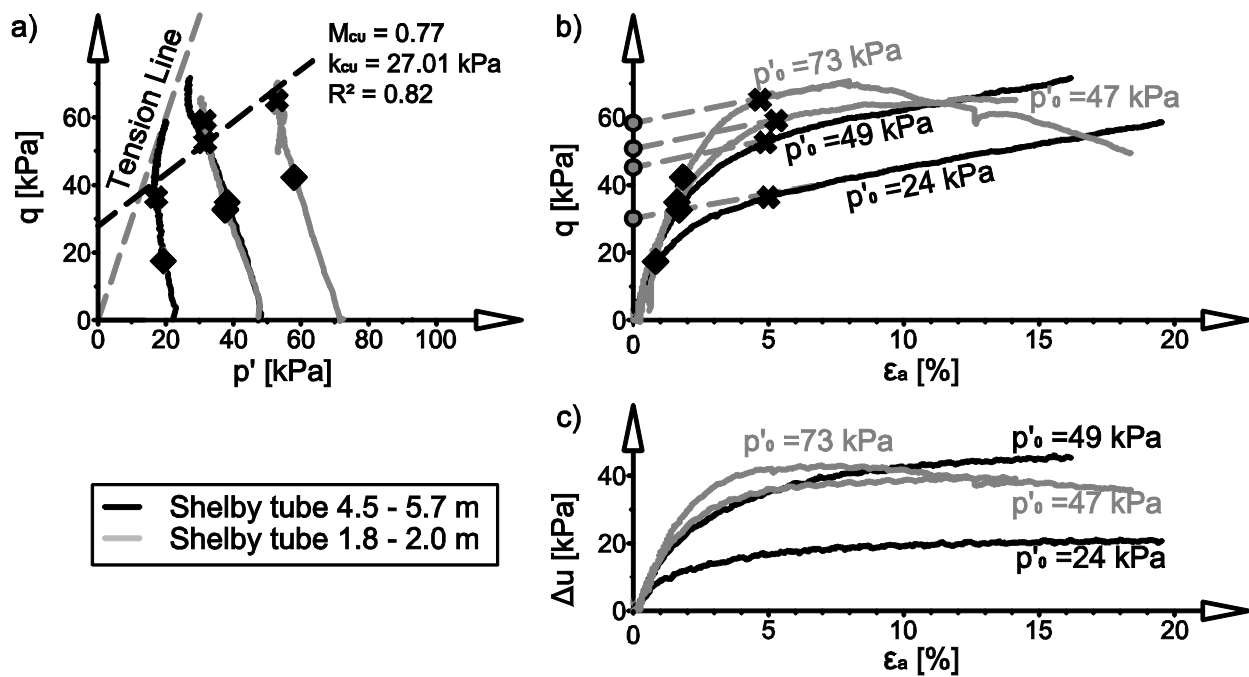 a)
Tension Line
Mcu = 0.77
kcu = 27.01 kPa
R² = 0.82
q [kPa]
60
40
20
0
0 20 40 60 80 100
p' [kPa]
b)
p'₀ =73 kPa
p'₀ =47 kPa
p'₀ =49 kPa
p'₀ =24 kPa
q [kPa]
60
40
20
0
0 5 10 15 20
εa [%]
Shelby tube 4.5 - 5.7 m
Shelby tube 1.8 - 2.0 m
c)
p'₀ =73 kPa
p'₀ =49 kPa
p'₀ =47 kPa
p'₀ =24 kPa
Δu [kPa]
40
20
0
0 5 10 15 20
εa [%]